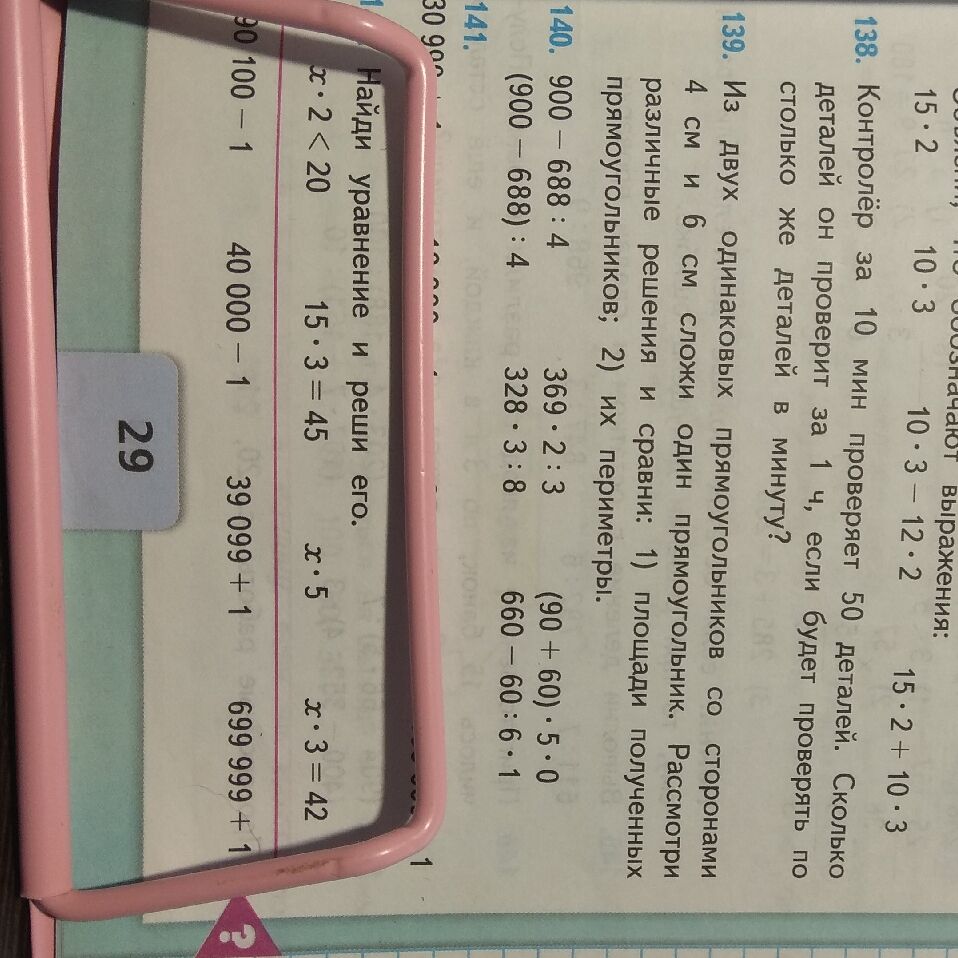 выражения:
15 · 2 10 · 3 10 · 3 − 12 · 2 15 · 2 + 10 · 3
138. Контролёр за 10 мин проверяет 50 деталей. Сколько
деталей он проверит за 1 ч, если будет проверять по
столько же деталей в минуту?
139. Из двух одинаковых прямоугольников со сторонами
4 см и 6 см сложи один прямоугольник. Рассмотри
различные решения и сравни: 1) площади полученных
прямоугольников; 2) их периметры.
140. 900 − 688 : 4 369 · 2 : 3 (90 + 60) · 5 · 0
(900 − 688) : 4 328 · 3 : 8 660 − 60 : 6 · 1
141.
Найди уравнение и реши его.
x · 2 < 20 15 · 3 = 45 x · 5 x · 3 = 42
90 100 − 1 40 000 − 1 39 099 + 1 699 999 + 1
?
29